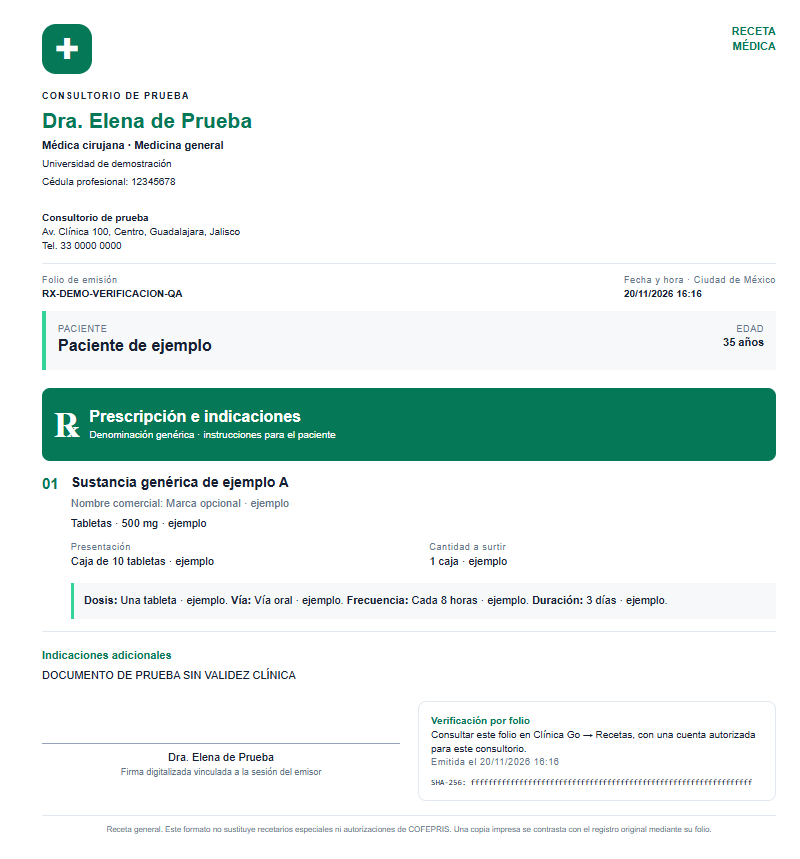 RECETA
MÉDICA
CONSULTORIO DE PRUEBA
Dra. Elena de Prueba
Médica cirujana · Medicina general
Universidad de demostración
Cédula profesional: 12345678
Consultorio de prueba
Av. Clínica 100, Centro, Guadalajara, Jalisco
Tel. 33 0000 0000
Folio de emisión
RX-DEMO-VERIFICACION-QA
Fecha y hora · Ciudad de México
20/11/2026 16:16
PACIENTE
Paciente de ejemplo
EDAD
35 años
Rx
Prescripción e indicaciones
Denominación genérica · instrucciones para el paciente
01 Sustancia genérica de ejemplo A
Nombre comercial: Marca opcional · ejemplo
Tabletas · 500 mg · ejemplo
Presentación
Caja de 10 tabletas · ejemplo
Cantidad a surtir
1 caja · ejemplo
Dosis: Una tableta · ejemplo. Vía: Vía oral · ejemplo. Frecuencia: Cada 8 horas · ejemplo. Duración: 3 días · ejemplo.
Indicaciones adicionales
DOCUMENTO DE PRUEBA SIN VALIDEZ CLÍNICA
Dra. Elena de Prueba
Firma digitalizada vinculada a la sesión del emisor
Verificación por folio
Consultar este folio en Clínica Go → Recetas, con una cuenta autorizada
para este consultorio.
Emitida el 20/11/2026 16:16
SHA-256: ffffffffffffffffffffffffffffffffffffffffffffffffffffffffffffffff
Receta general. Este formato no sustituye recetarios especiales ni autorizaciones de COFEPRIS. Una copia impresa se contrasta con el registro original mediante su folio.